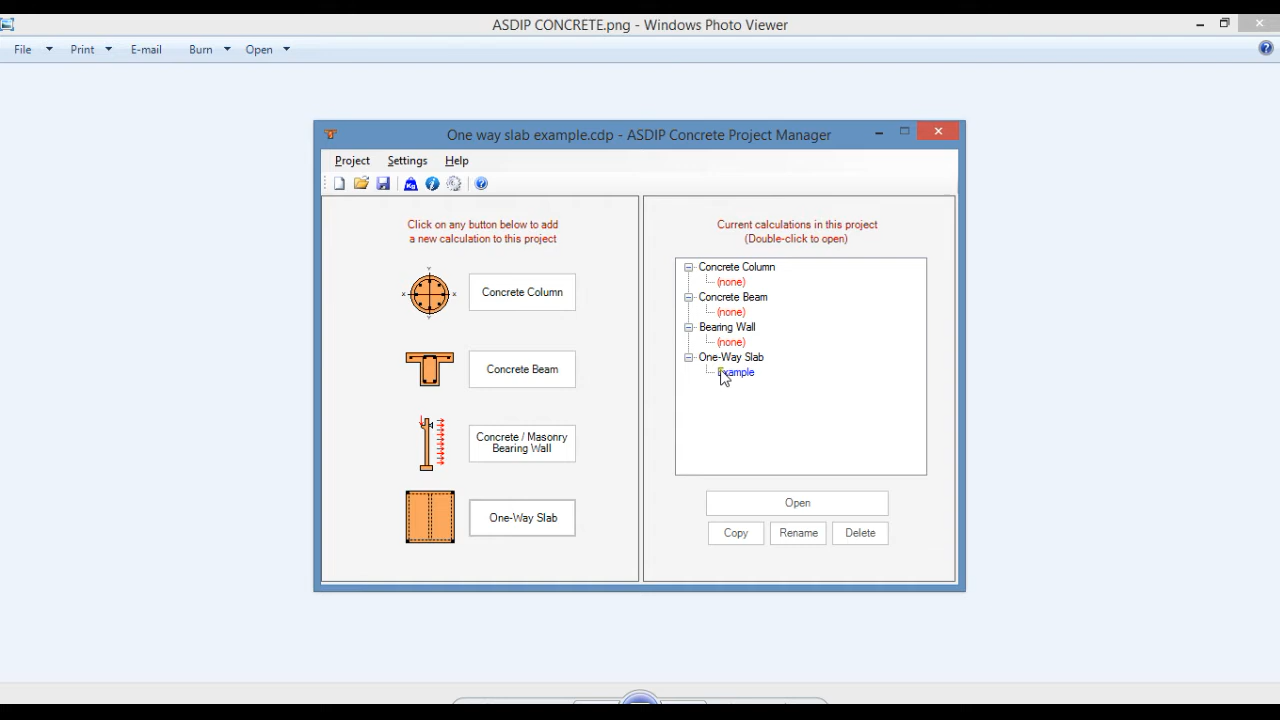 ASDIP CONCRETE.png - Windows Photo Viewer
File Print E-mail Burn Open
One way slab example.cdp - ASDIP Concrete Project Manager
Project Settings Help
Click on any button below to add
a new calculation to this project
Concrete Column
Concrete Beam
Concrete / Masonry
Bearing Wall
One-Way Slab
Current calculations in this project
(Double-click to open)
Concrete Column
(none)
Concrete Beam
(none)
Bearing Wall
(none)
One-Way Slab
Example
Open
Copy Rename Delete